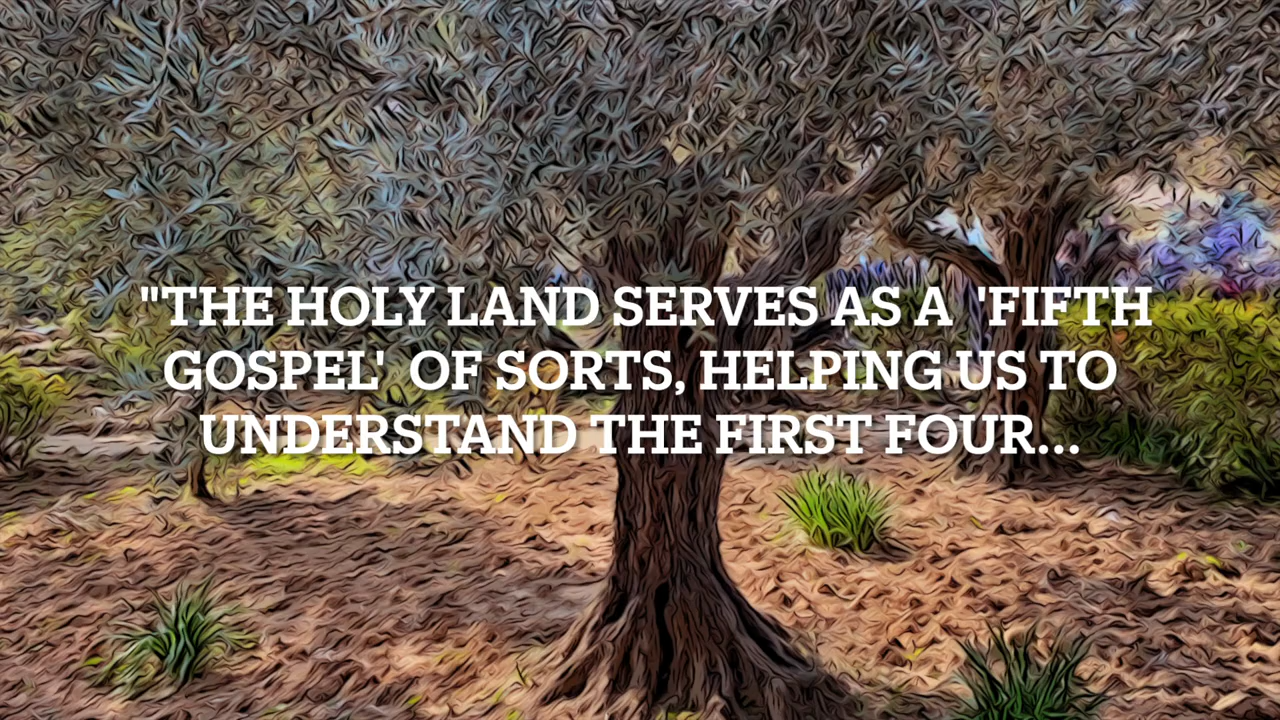 "THE HOLY LAND SERVES AS A 'FIFTH
GOSPEL' OF SORTS, HELPING US TO
UNDERSTAND THE FIRST FOUR...